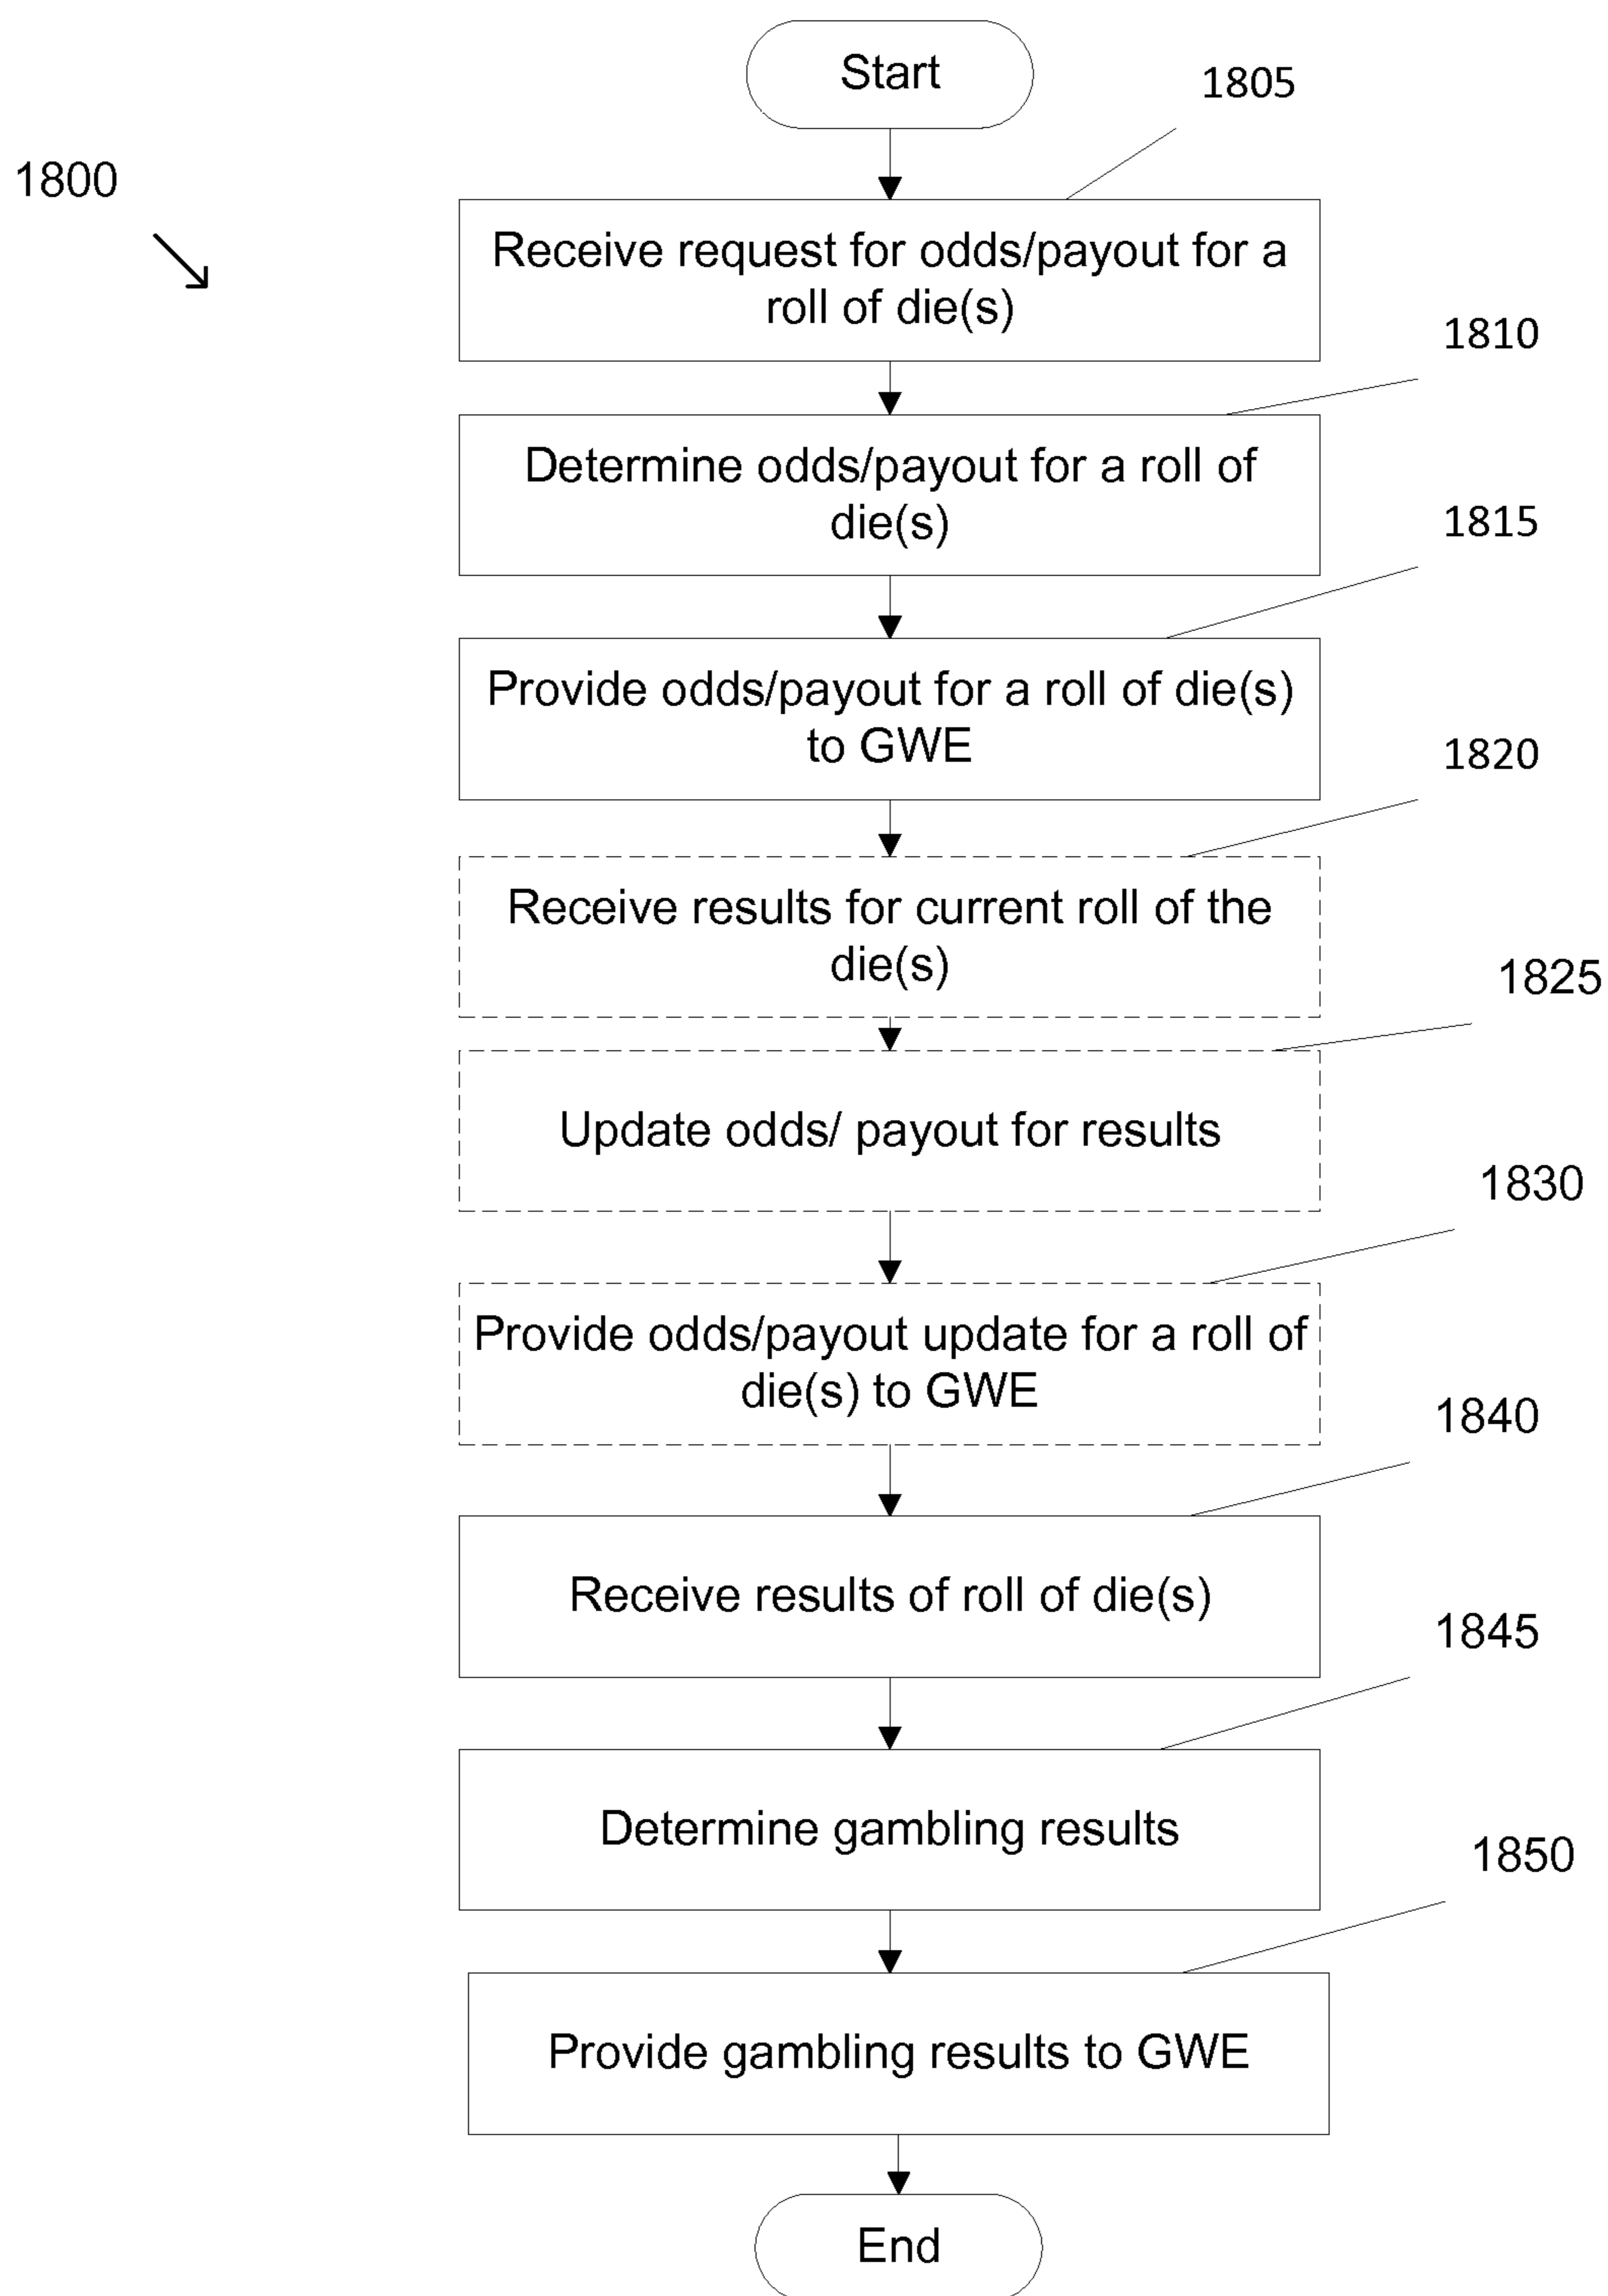 Start
1805
1800
Receive request for odds/payout for a
roll of die(s)
1810
Determine odds/payout for a roll of
die(s)
1815
Provide odds/payout for a roll of die(s)
to GWE
1820
Receive results for current roll of the
die(s)
1825
Update odds/ payout for results
1830
Provide odds/payout update for a roll of
die(s) to GWE
1840
Receive results of roll of die(s)
1845
Determine gambling results
1850
Provide gambling results to GWE
End